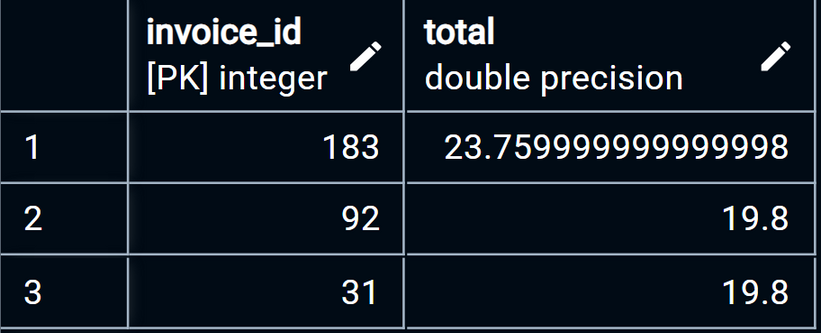 invoice_id total
[PK] integer double precision
1 183 23.759999999999998
2 92 19.8
3 31 19.8